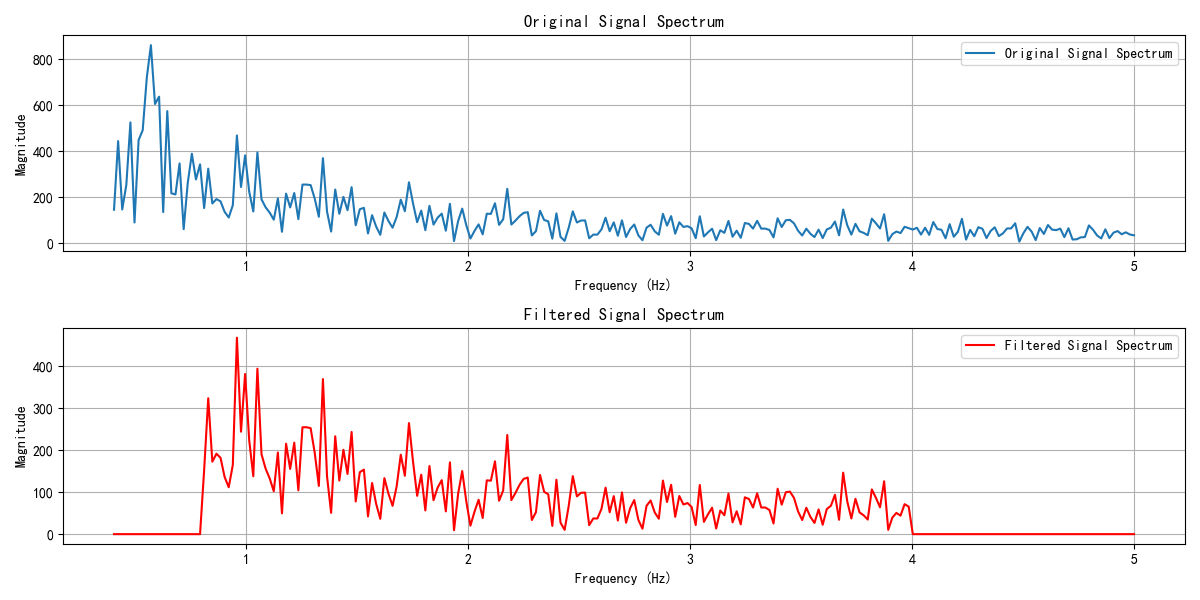 Original Signal Spectrum
Original Signal Spectrum
800
600
400
200
0
Magnitude
1
2
3
4
5
Frequency (Hz)
Filtered Signal Spectrum
Filtered Signal Spectrum
400
300
200
100
0
Magnitude
1
2
3
4
5
Frequency (Hz)